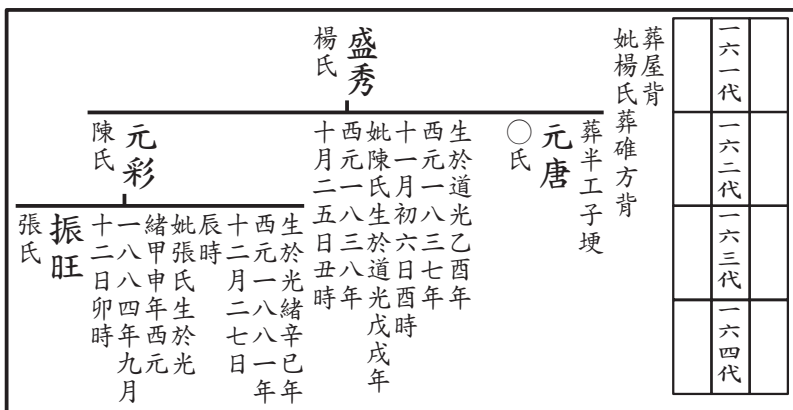 一六一代
一六二代
一六三代
一六四代
葬屋背
妣楊氏葬碓方背
盛秀
楊氏
葬半工子埂
元唐
○氏
生於道光乙酉年
西元一八三七年
十一月初六日酉時
妣陳氏生於道光戊戌年
西元一八三八年
十月二五日丑時
元彩
陳氏
生於光緒辛巳年
西元一八八一年
十二月二七日
辰時
妣張氏生於光
緒甲申年西元
一八八四年九月
十二日卯時
振旺
張氏